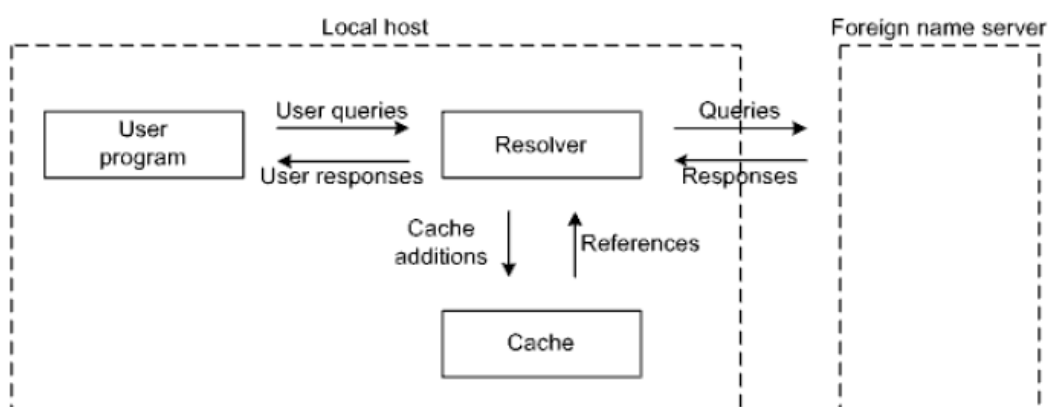 Local host
Foreign name server
User queries
Queries
User
program
Resolver
User responses
Responses
Cache
additions
References
Cache